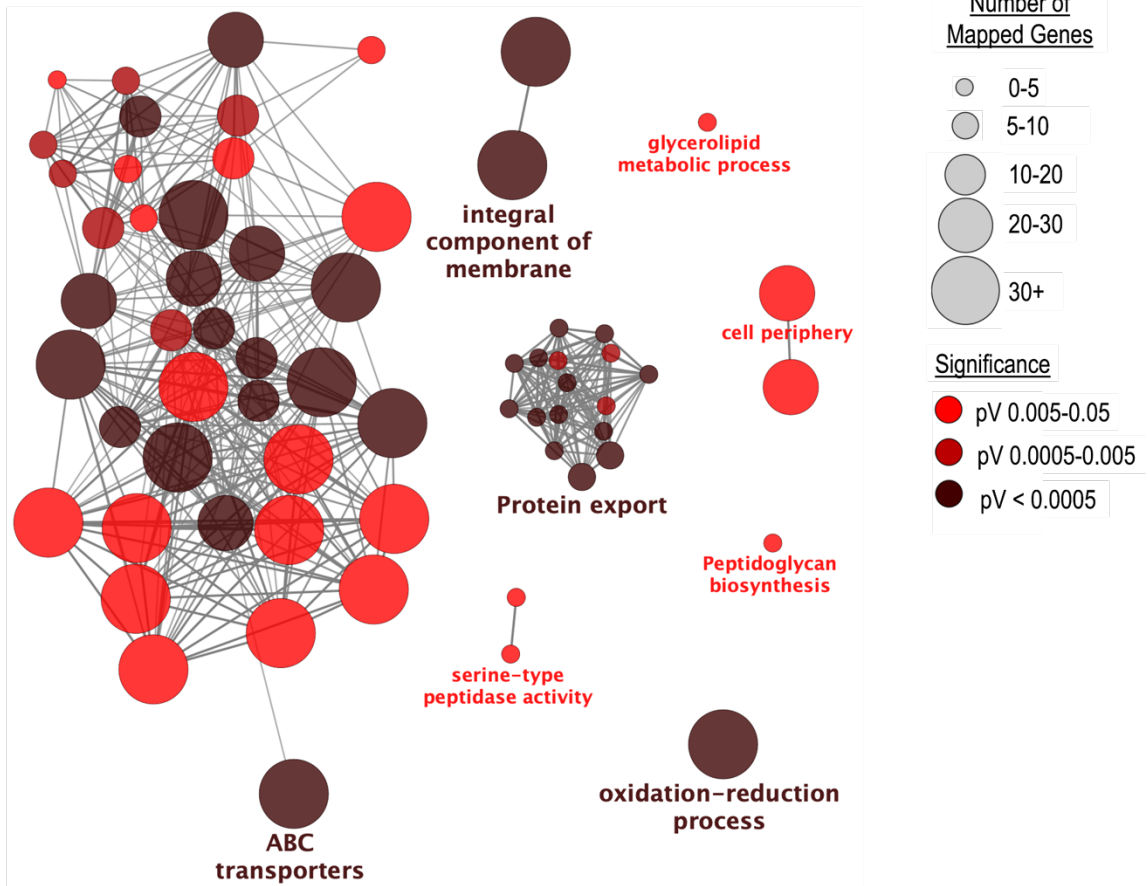 Number of
Mapped Genes
0-5
5-10
10-20
20-30
30+
Significance
pV 0.005-0.05
pV 0.0005-0.005
pV < 0.0005
glycerolipid
metabolic process
integral
component of
membrane
cell periphery
Protein export
Peptidoglycan
biosynthesis
serine-type
peptidase activity
oxidation-reduction
process
ABC
transporters